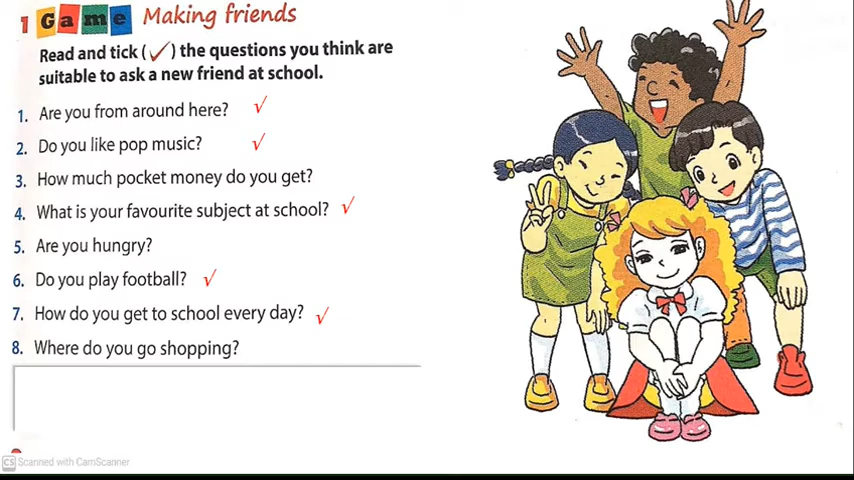 1 Game Making friends
Read and tick (✓) the questions you think are
suitable to ask a new friend at school.
1. Are you from around here? √
2. Do you like pop music? √
3. How much pocket money do you get?
4. What is your favourite subject at school? √
5. Are you hungry?
6. Do you play football? √
7. How do you get to school every day? √
8. Where do you go shopping?
CS Scanned with CamScanner